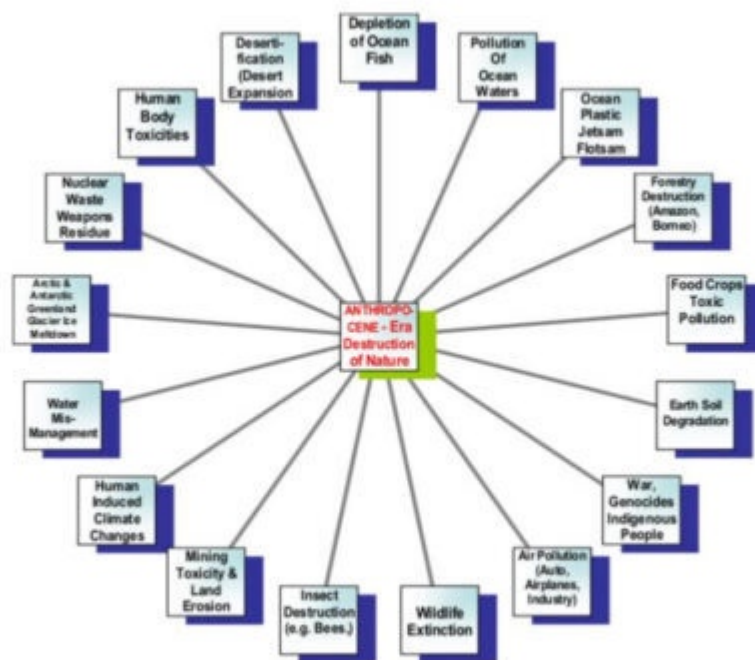 Depletion
of Ocean
Fish
Pollution
Of
Ocean
Waters
Ocean
Plastic
Jetsam
Flotsam
Forestry
Destruction
(Amazon,
Borneo)
Food Crops
Toxic
Pollution
Earth Soil
Degradation
War,
Genocides
Indigenous
People
Air Pollution
(Auto,
Airplanes,
Industry)
Wildlife
Extinction
Insect
Destruction
(e.g. Bees,)
Mining
Toxicity &
Land
Erosion
Human
Induced
Climate
Changes
Water
Mis-
Management
Arctic &
Antarctic
Greenland
Glacier Ice
Meltdown
Nuclear
Waste
Weapons
Residue
Human
Body
Toxicities
Deserti-
fication
(Desert
Expansion
ANTHROPO-
CENE - Era
Destruction
of Nature